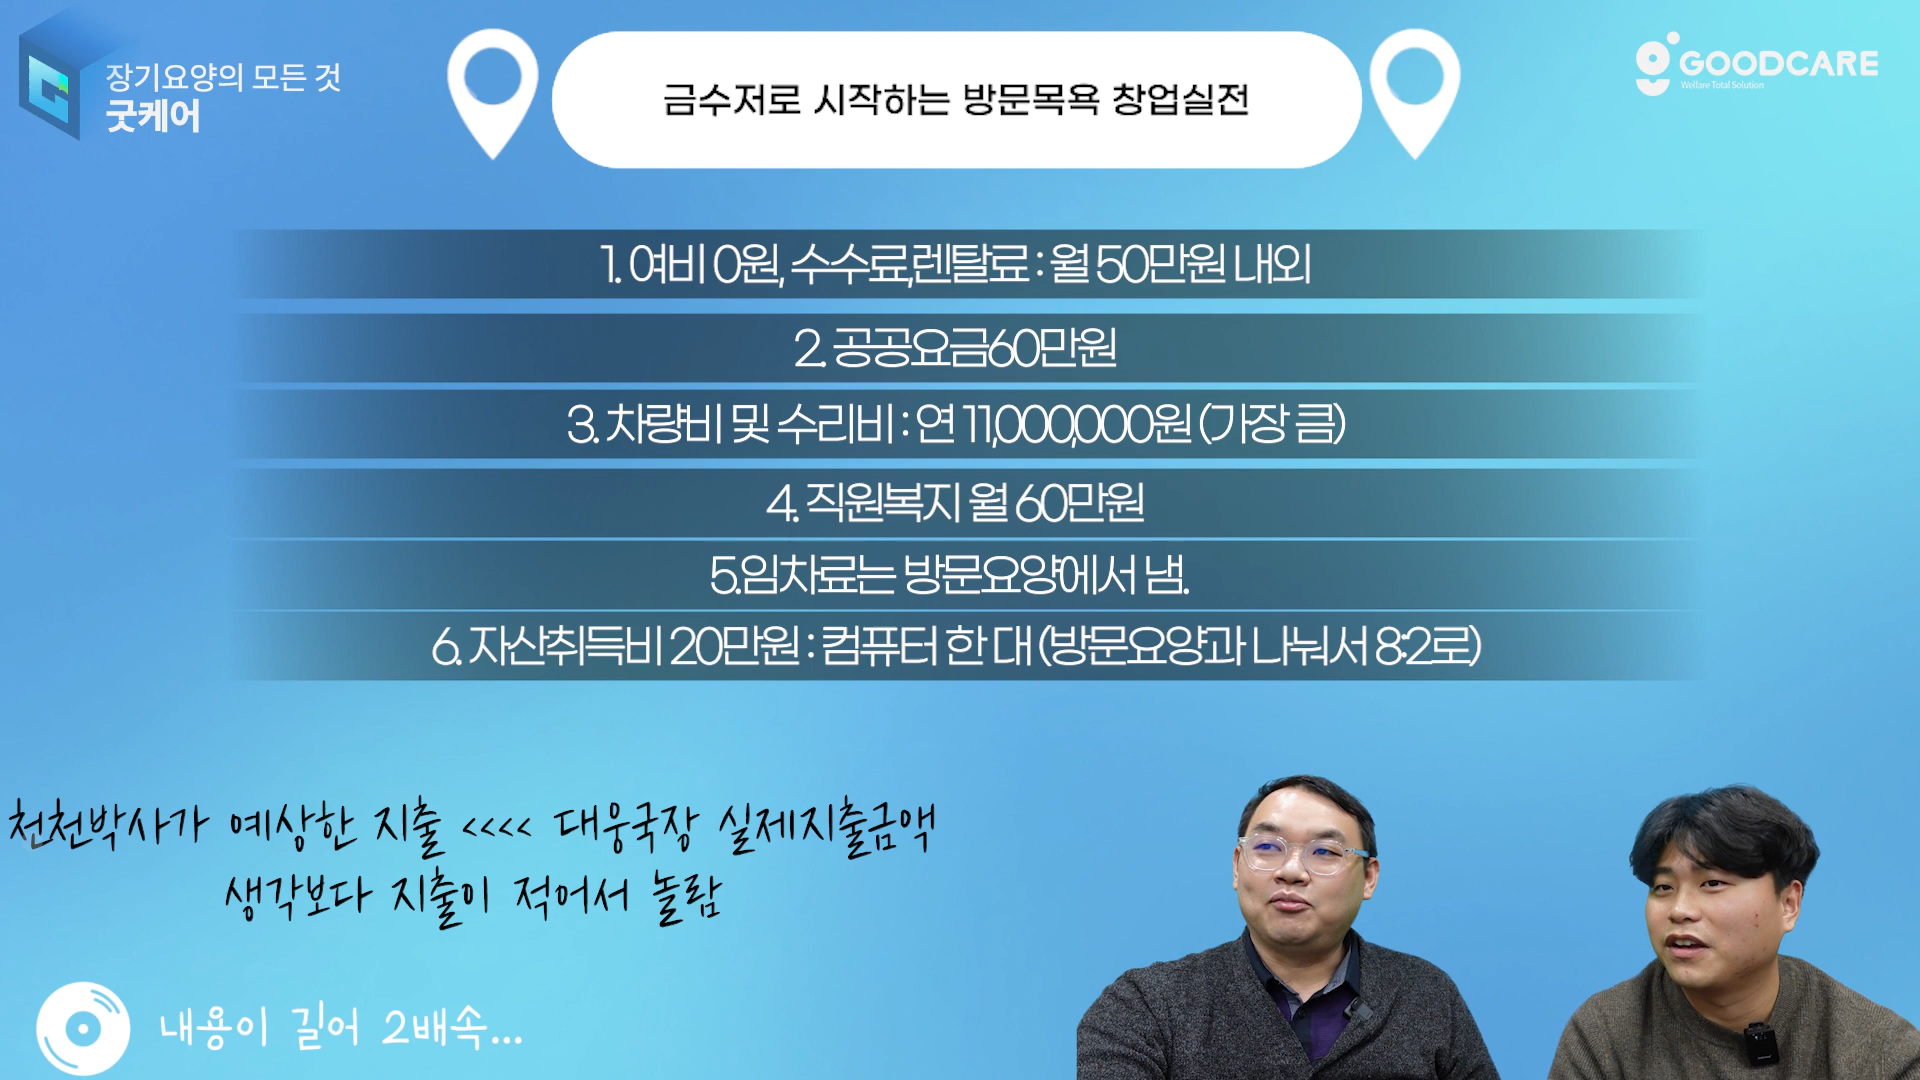 장기요양의 모든 것
굿케어
금수저로 시작하는 방문목욕 창업실전
GOODCARE
Welfare Total Solution
1. 여비 0원, 수수료,렌탈료 : 월 50만원 내외
2. 공공요금60만원
3. 차량비 및 수리비 : 연 11,000,000원 (가장 큼)
4. 직원복지 월 60만원
5.임차료는 방문요양에서 냄.
6. 자산취득비 20만원 : 컴퓨터 한 대 (방문요양과 나눠서 8:2로)
천천박사가 예상한 지출 <<<< 대웅국장 실제지출금액
생각보다 지출이 적어서 놀람
내용이 길어 2배속...